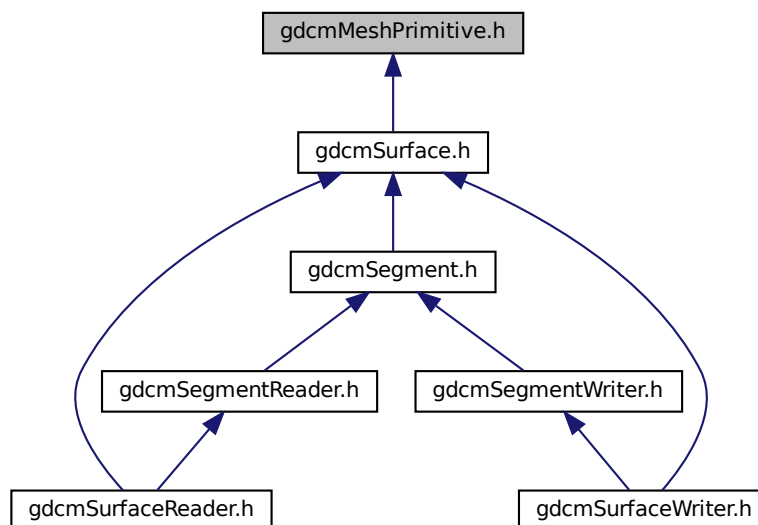 gdcmMeshPrimitive.h
gdcmSurface.h
gdcmSegment.h
gdcmSegmentReader.h
gdcmSegmentWriter.h
gdcmSurfaceReader.h
gdcmSurfaceWriter.h